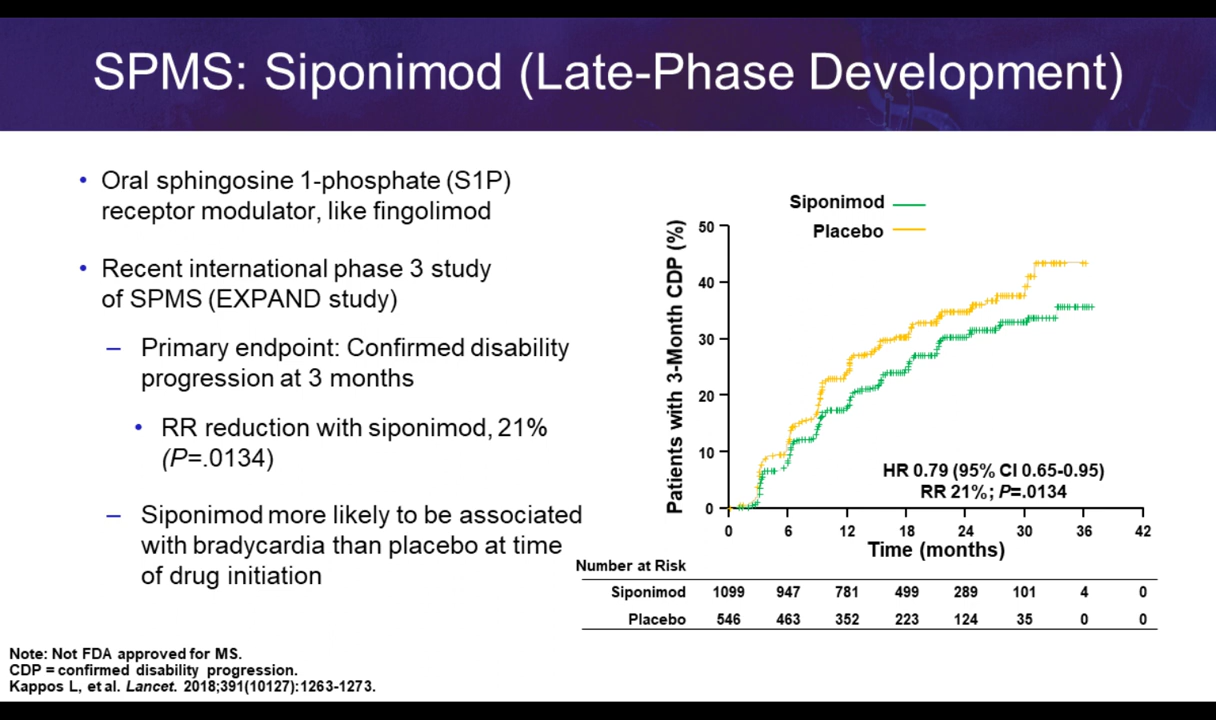 SPMS: Siponimod (Late-Phase Development)
• Oral sphingosine 1-phosphate (S1P)
receptor modulator, like fingolimod
• Recent international phase 3 study
of SPMS (EXPAND study)
– Primary endpoint: Confirmed disability
progression at 3 months
• RR reduction with siponimod, 21%
(P=.0134)
– Siponimod more likely to be associated
with bradycardia than placebo at time
of drug initiation
Siponimod
Placebo
Patients with 3-Month CDP (%)
50
40
30
20
10
0
HR 0.79 (95% CI 0.65-0.95)
RR 21%; P=.0134
0 6 12 18 24 30 36 42
Time (months)
Number at Risk
Siponimod 1099 947 781 499 289 101 4 0
Placebo 546 463 352 223 124 35 0 0
Note: Not FDA approved for MS.
CDP = confirmed disability progression.
Kappos L, et al. Lancet. 2018;391(10127):1263-1273.